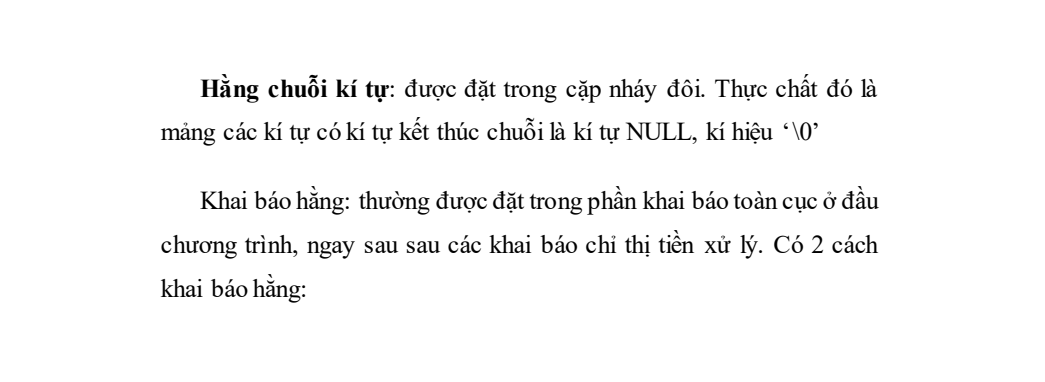 Hằng chuỗi kí tự: được đặt trong cặp nháy đôi. Thực chất đó là
mảng các kí tự có kí tự kết thúc chuỗi là kí tự NULL, kí hiệu ‘\0’
Khai báo hằng: thường được đặt trong phần khai báo toàn cục ở đầu
chương trình, ngay sau sau các khai báo chỉ thị tiền xử lý. Có 2 cách
khai báo hằng: